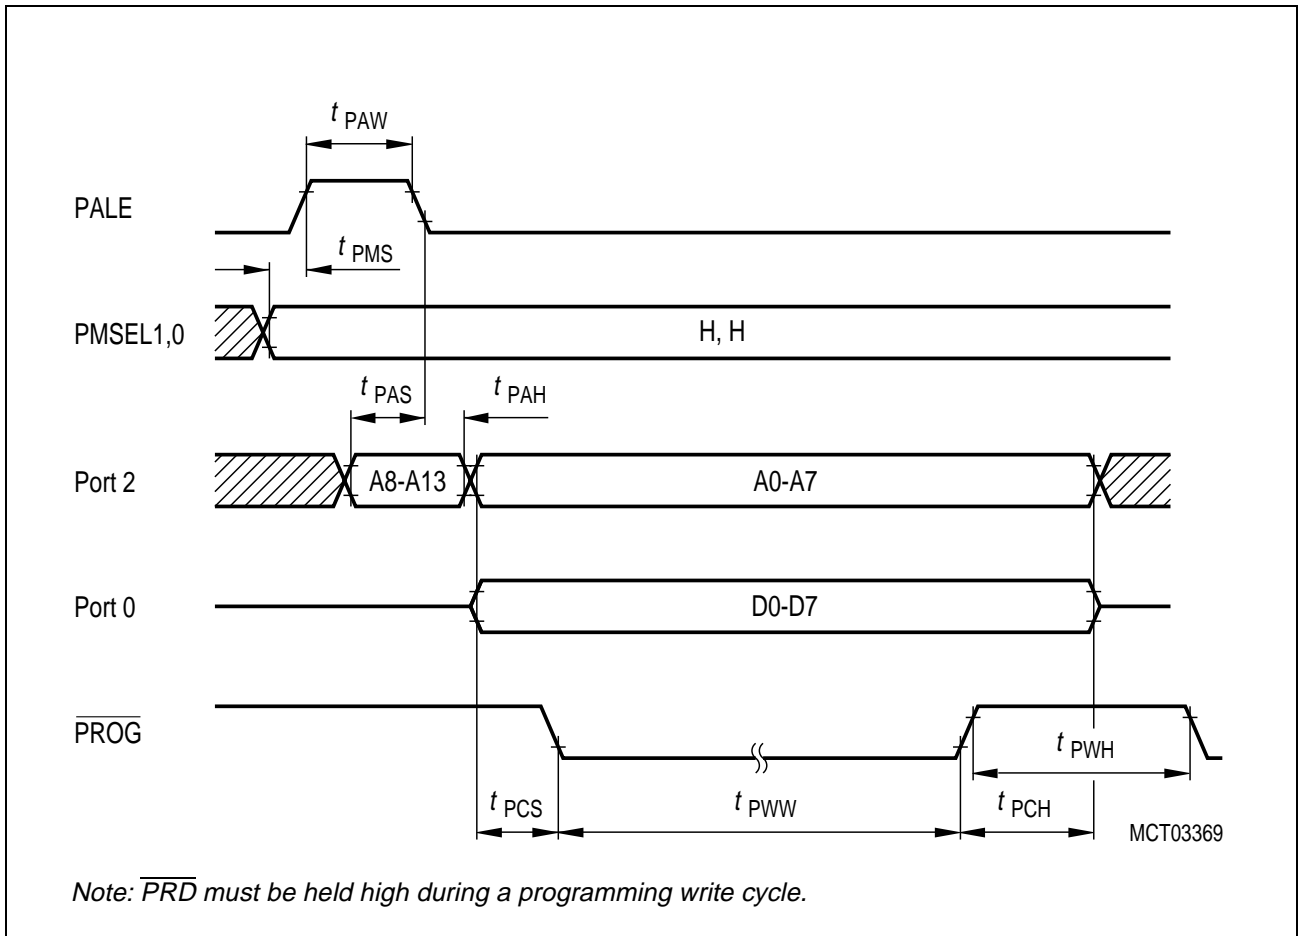 t PAW
PALE
t PMS
PMSEL1,0
H, H
t PAS
t PAH
Port 2
A8-A13
A0-A7
Port 0
D0-D7
PROG
t PWH
t PCS
t PWW
t PCH
MCT03369
Note: PRD must be held high during a programming write cycle.